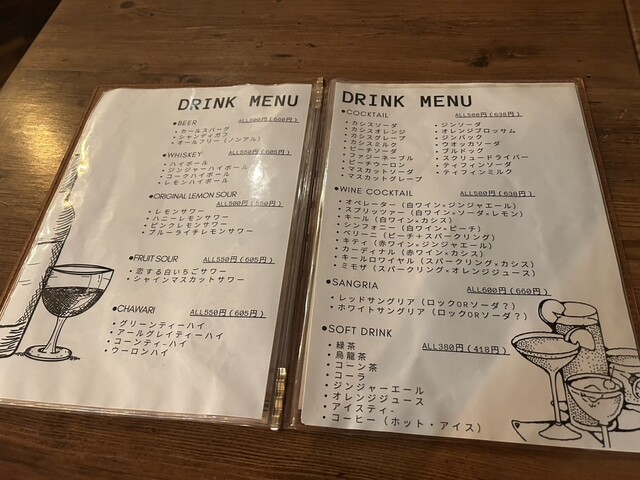 DRINK MENU
•BEER ALL600円(660円)
・カールスバーグ
・シャンディガフ
・オールフリー(ノンアル)
•WHISKEY ALL550円(605円)
・ハイボール
・ジンジャーハイボール
・コークハイボール
・レモンハイボール
•ORIGINAL LEMON SOUR
ALL500円(550円)
・レモンサワー
・ハニーレモンサワー
・ピンクレモンサワー
・ブルーライチレモンサワー
•FRUIT SOUR ALL550円(605円)
・恋する白いちごサワー
・シャインマスカットサワー
•CHAWARI ALL550円(605円)
・グリーンティーハイ
・アールグレイティーハイ
・コーンティ-ハイ
・ウーロンハイ
DRINK MENU
•COCKTAIL ALL580円(638円)
・カシスソーダ
・カシスオレンジ
・カシスグレープ
・カシスミルク
・ピーチソーダ
・ファジーネーブル
・ピーチウーロン
・マスカットソーダ
・マスカットグレープ
・ジンソーダ
・オレンジブロッサム
・ジンバック
・ウオッカソーダ
・ブルドッグ
・スクリュードライバー
・ティフィンソーダ
・ティフィンミルク
•WINE COCKTAIL ALL580円(638円)
・オペレーター(白ワイン×ジンジャエール)
・スプリッツァー(白ワイン×ソーダ×レモン)
・キール(白ワイン×カシス)
・シンフォニー(白ワイン×ピーチ)
・ベリーニ(ピーチ＋スパークリング)
・キティ(赤ワイン×ジンジャエール)
・カーディナル(赤ワイン×カシス)
・キールロワイヤル(スパークリング×カシス)
・ミモザ(スパークリング×オレンジジュース)
•SANGRIA ALL600円(660円)
・レッドサングリア(ロックORソーダ？)
・ホワイトサングリア(ロックORソーダ？)
•SOFT DRINK ALL380円(418円)
・緑茶
・烏龍茶
・コーン茶
・コーラ
・ジンジャーエール
・オレンジジュース
・アイスティ-
・コーヒー(ホット・アイス)